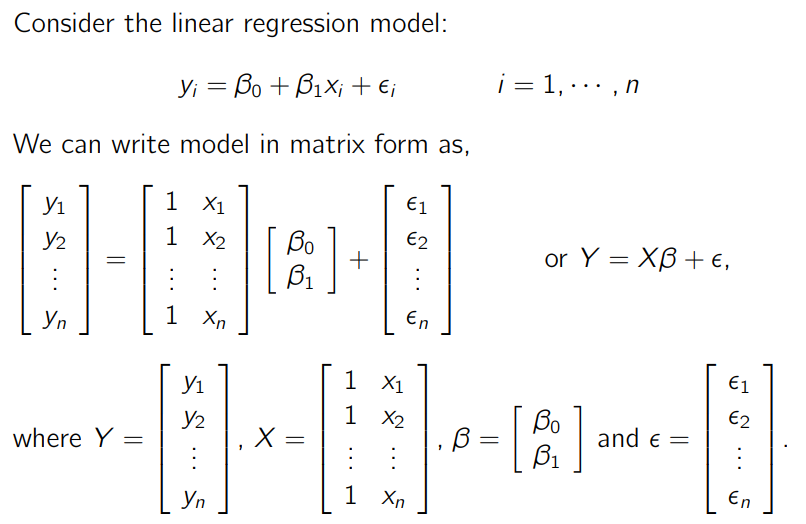 Consider the linear regression model:
yᵢ = β₀ + β₁xᵢ + ϵᵢ i = 1, ⋯ , n
We can write model in matrix form as,
[ y₁ y₂ ⋮ yₙ ] = [ 1 x₁ 1 x₂ ⋮ ⋮ 1 xₙ ] [ β₀ β₁ ] + [ ϵ₁ ϵ₂ ⋮ ϵₙ ] or Y = Xβ + ϵ,
where Y = [ y₁ y₂ ⋮ yₙ ] , X = [ 1 x₁ 1 x₂ ⋮ ⋮ 1 xₙ ] , β = [ β₀ β₁ ] and ϵ = [ ϵ₁ ϵ₂ ⋮ ϵₙ ] .